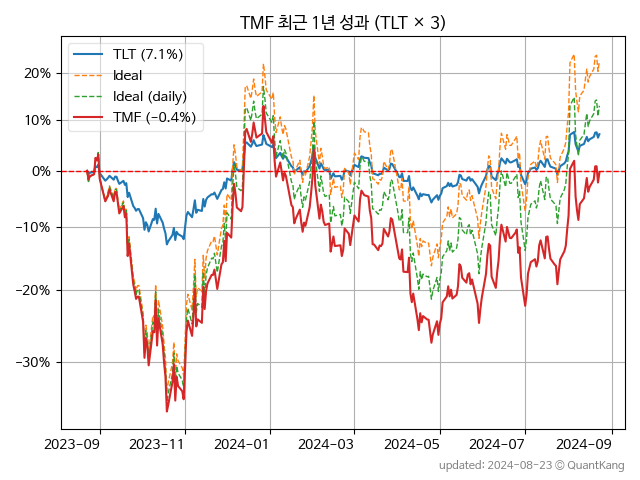 TMF 최근 1년 성과 (TLT × 3)
TLT (7.1%)
Ideal
Ideal (daily)
TMF (−0.4%)
20%
10%
0%
−10%
−20%
−30%
2023-09 2023-11 2024-01 2024-03 2024-05 2024-07 2024-09
updated: 2024-08-23 ⓒ QuantKang